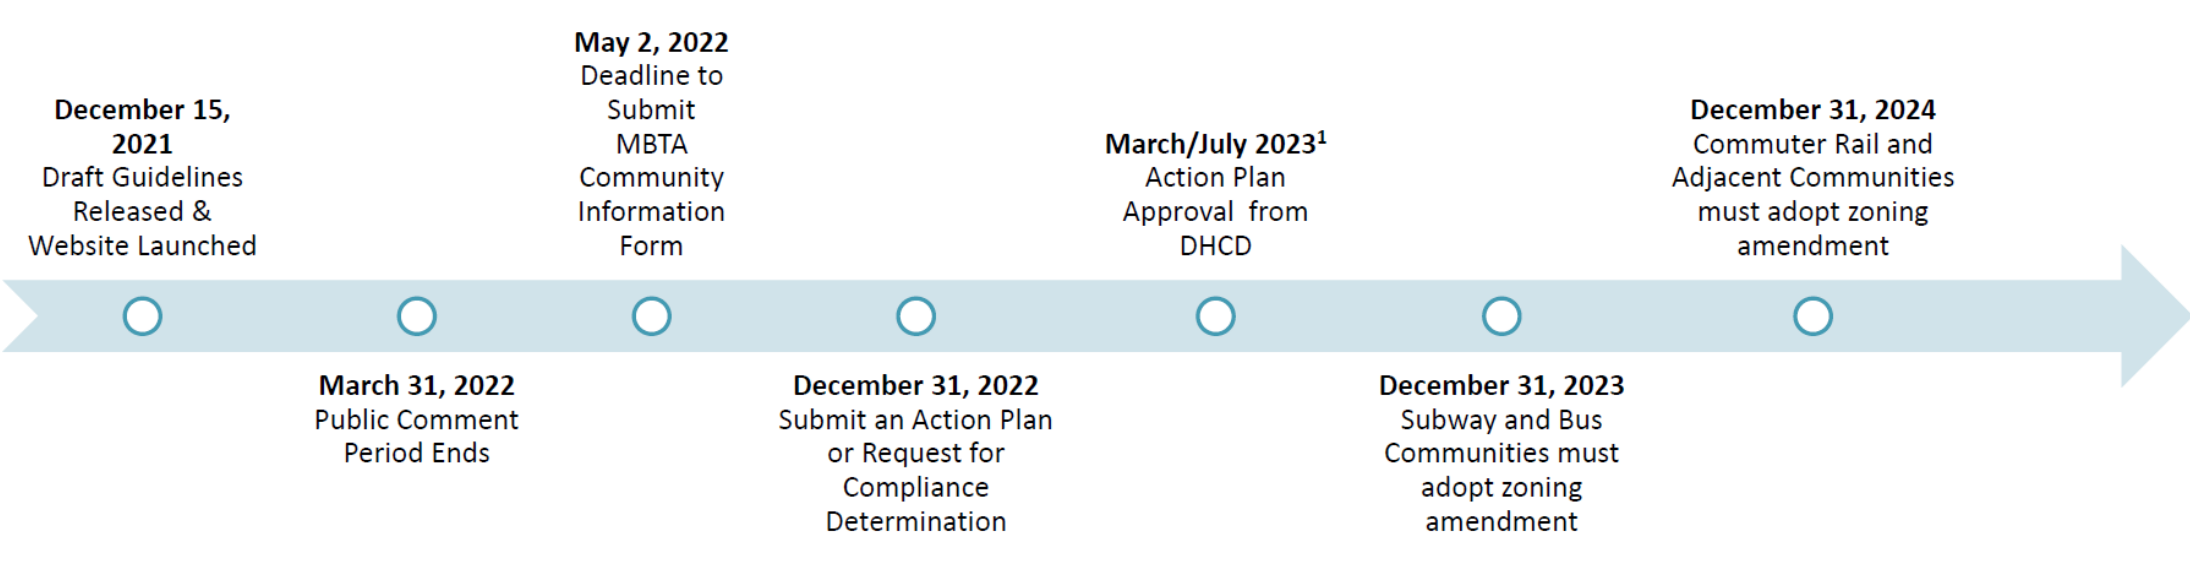 December 15,
2021
Draft Guidelines
Released &
Website Launched
March 31, 2022
Public Comment
Period Ends
May 2, 2022
Deadline to
Submit
MBTA
Community
Information
Form
December 31, 2022
Submit an Action Plan
or Request for
Compliance
Determination
March/July 2023¹
Action Plan
Approval from
DHCD
December 31, 2023
Subway and Bus
Communities must
adopt zoning
amendment
December 31, 2024
Commuter Rail and
Adjacent Communities
must adopt zoning
amendment